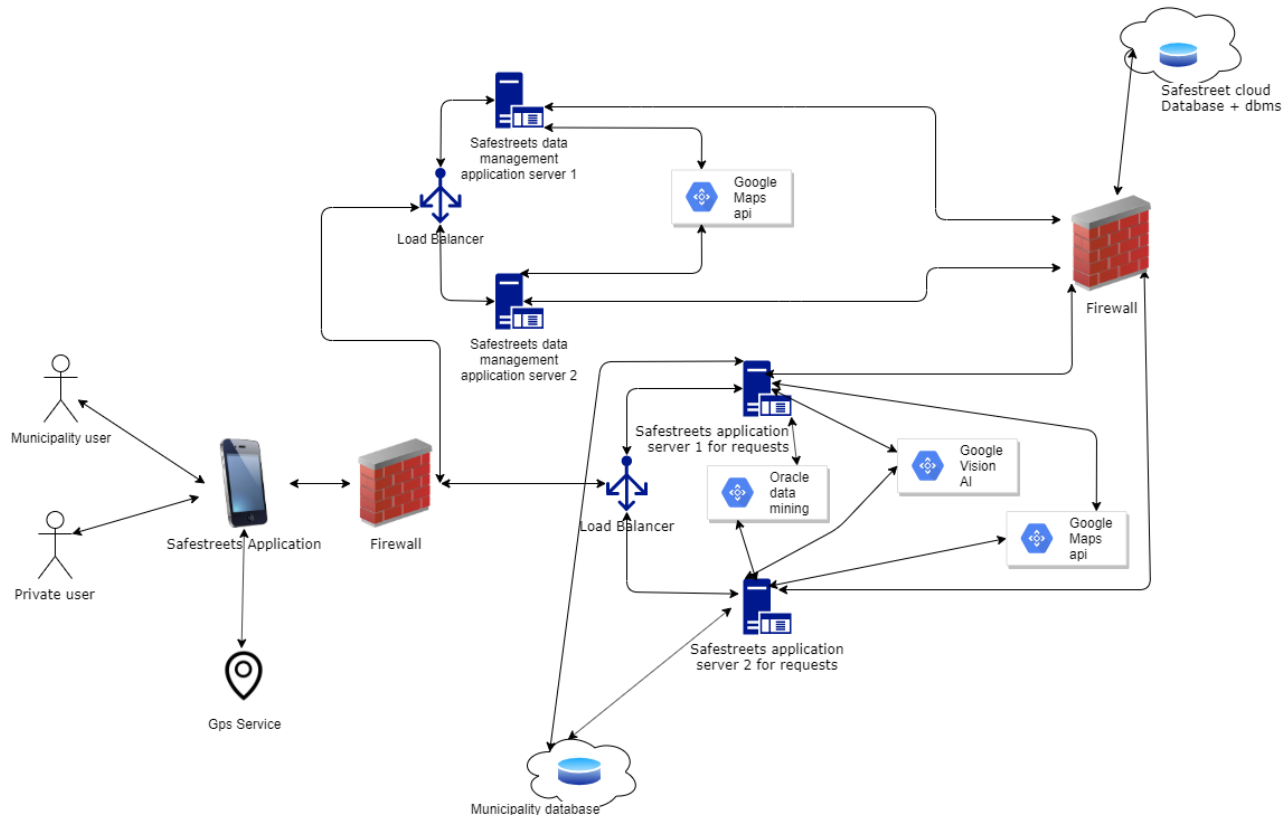 Safestreet cloud
Database + dbms
Safestreets data
management
application server 1
Google
Maps
api
Load Balancer
Firewall
Safestreets data
management
application server 2
Municipality user
Safestreets application
server 1 for requests
Google
Vision
AI
Oracle
data
mining
Load Balancer
Google
Maps
api
Safestreets Application
Firewall
Private user
Safestreets application
server 2 for requests
Gps Service
Municipality database